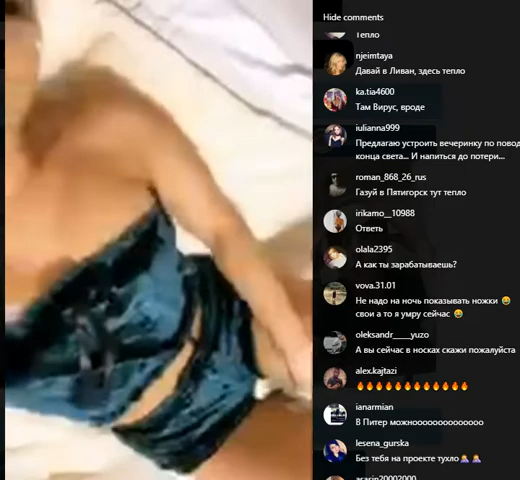 Hide comments
Тепло
njeimtaya
Давай в Ливан, здесь тепло
ka.tia4600
Там Вирус, вроде
iulianna999
Предлагаю устроить вечеринку по повод
конца света... И напиться до потери...
roman_868_26_rus
Газуй в Пятигорск тут тепло
irikamo__10988
Ответь
olala2395
А как ты зарабатываешь?
vova.31.01
Не надо на ночь показывать ножки 😅
свои а то я умру сейчас 😅
oleksandr____yuzo
А вы сейчас в носках скажи пожалуйста
alex.kajtazi
🔥🔥🔥🔥🔥🔥🔥🔥🔥🔥🔥🔥
ianarmian
В Питер можнооооооооооооооо
lesena_gurska
Без тебя на проекте тухло🤦‍♀️🤦‍♀️